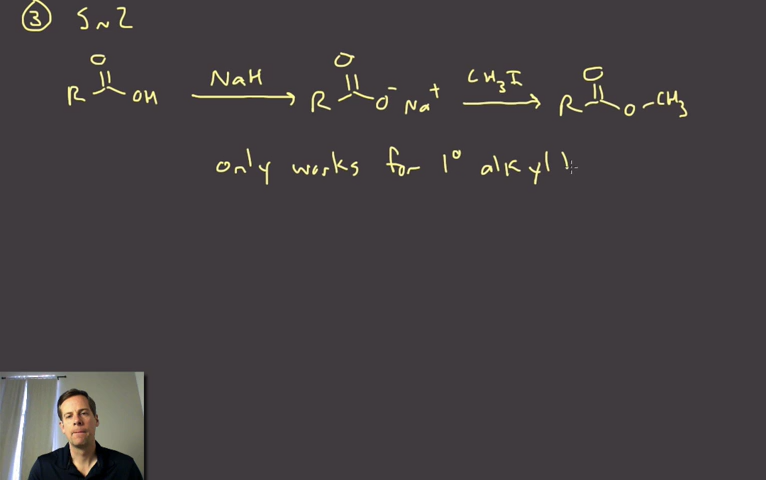 ③ SN2
O O O
R OH NaH R O⁻ Na⁺ CH₃I R O CH₃
only works for 1° alkyl